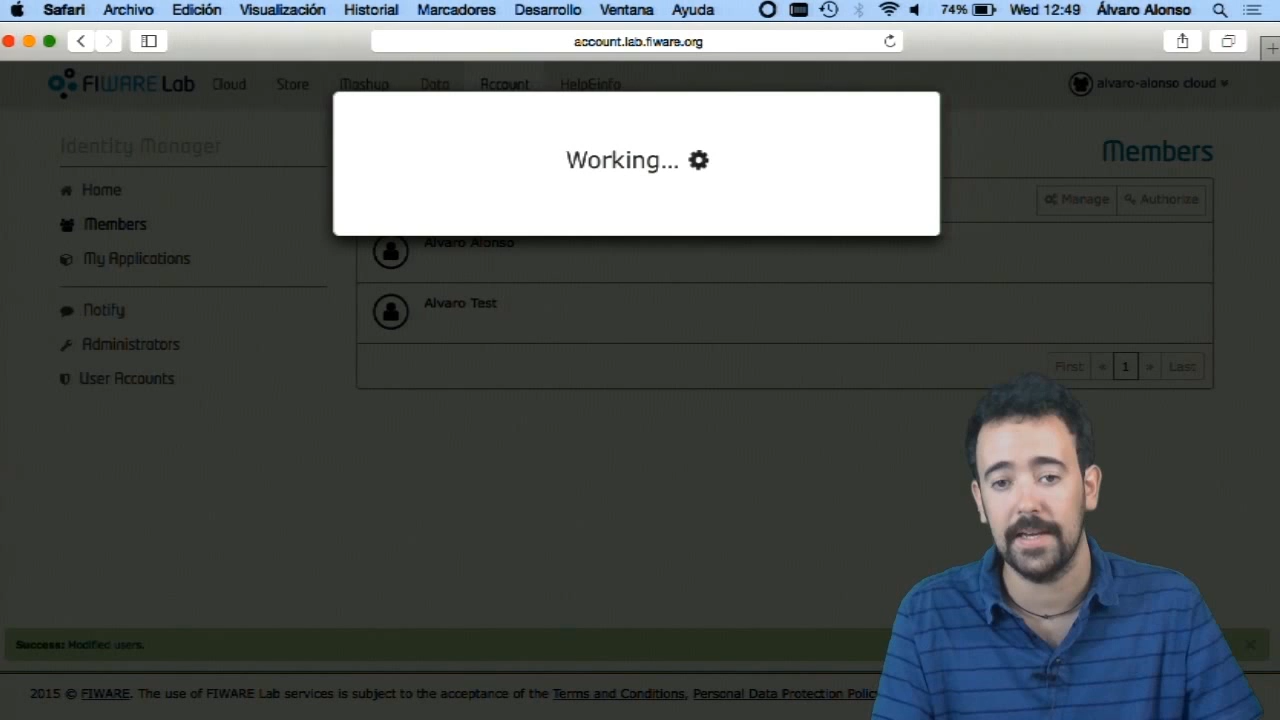 Safari Archivo Edición Visualización Historial Marcadores Desarrollo Ventana Ayuda 74% Wed 12:49 Álvaro Alonso
account.lab.fiware.org
FIWARE Lab Cloud Store Mashup Data Account Help&info alvaro-alonso cloud
Working...
Identity Manager
Members
Home
Manage Authorize
Members
Alvaro Alonso
My Applications
Alvaro Test
Notify
Administrators
First « 1 » Last
User Accounts
Success: Modified users.
2015 © FIWARE. The use of FIWARE Lab services is subject to the acceptance of the Terms and Conditions, Personal Data Protection Policy